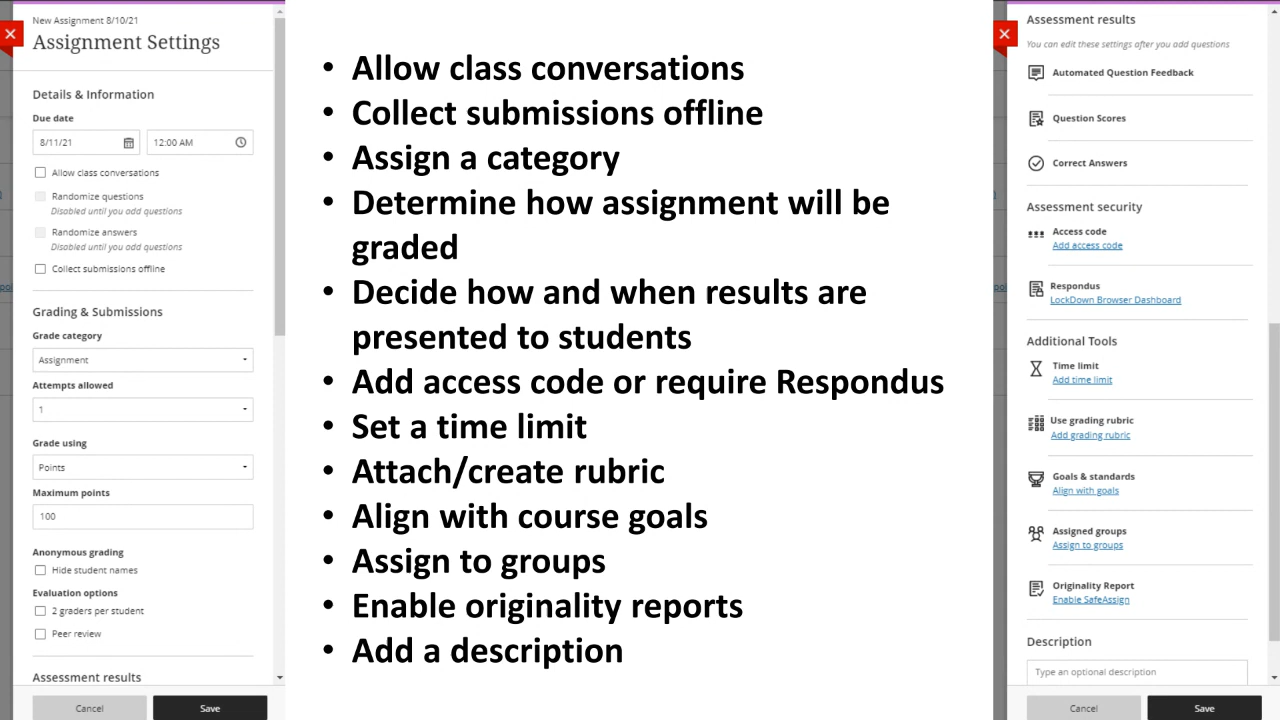 New Assignment 8/10/21
Assignment Settings
Details & Information
Due date
8/11/21
12:00 AM
Allow class conversations
Randomize questions
Disabled until you add questions
Randomize answers
Disabled until you add questions
Collect submissions offline
Grading & Submissions
Grade category
Assignment
Attempts allowed
1
Grade using
Points
Maximum points
100
Anonymous grading
Hide student names
Evaluation options
2 graders per student
Peer review
Assessment results
Cancel
Save
• Allow class conversations
• Collect submissions offline
• Assign a category
• Determine how assignment will be
graded
• Decide how and when results are
presented to students
• Add access code or require Respondus
• Set a time limit
• Attach/create rubric
• Align with course goals
• Assign to groups
• Enable originality reports
• Add a description
Assessment results
You can edit these settings after you add questions
Automated Question Feedback
Question Scores
Correct Answers
Assessment security
Access code
Add access code
Respondus
LockDown Browser Dashboard
Additional Tools
Time limit
Add time limit
Use grading rubric
Add grading rubric
Goals & standards
Align with goals
Assigned groups
Assign to groups
Originality Report
Enable SafeAssign
Description
Type an optional description
Cancel
Save